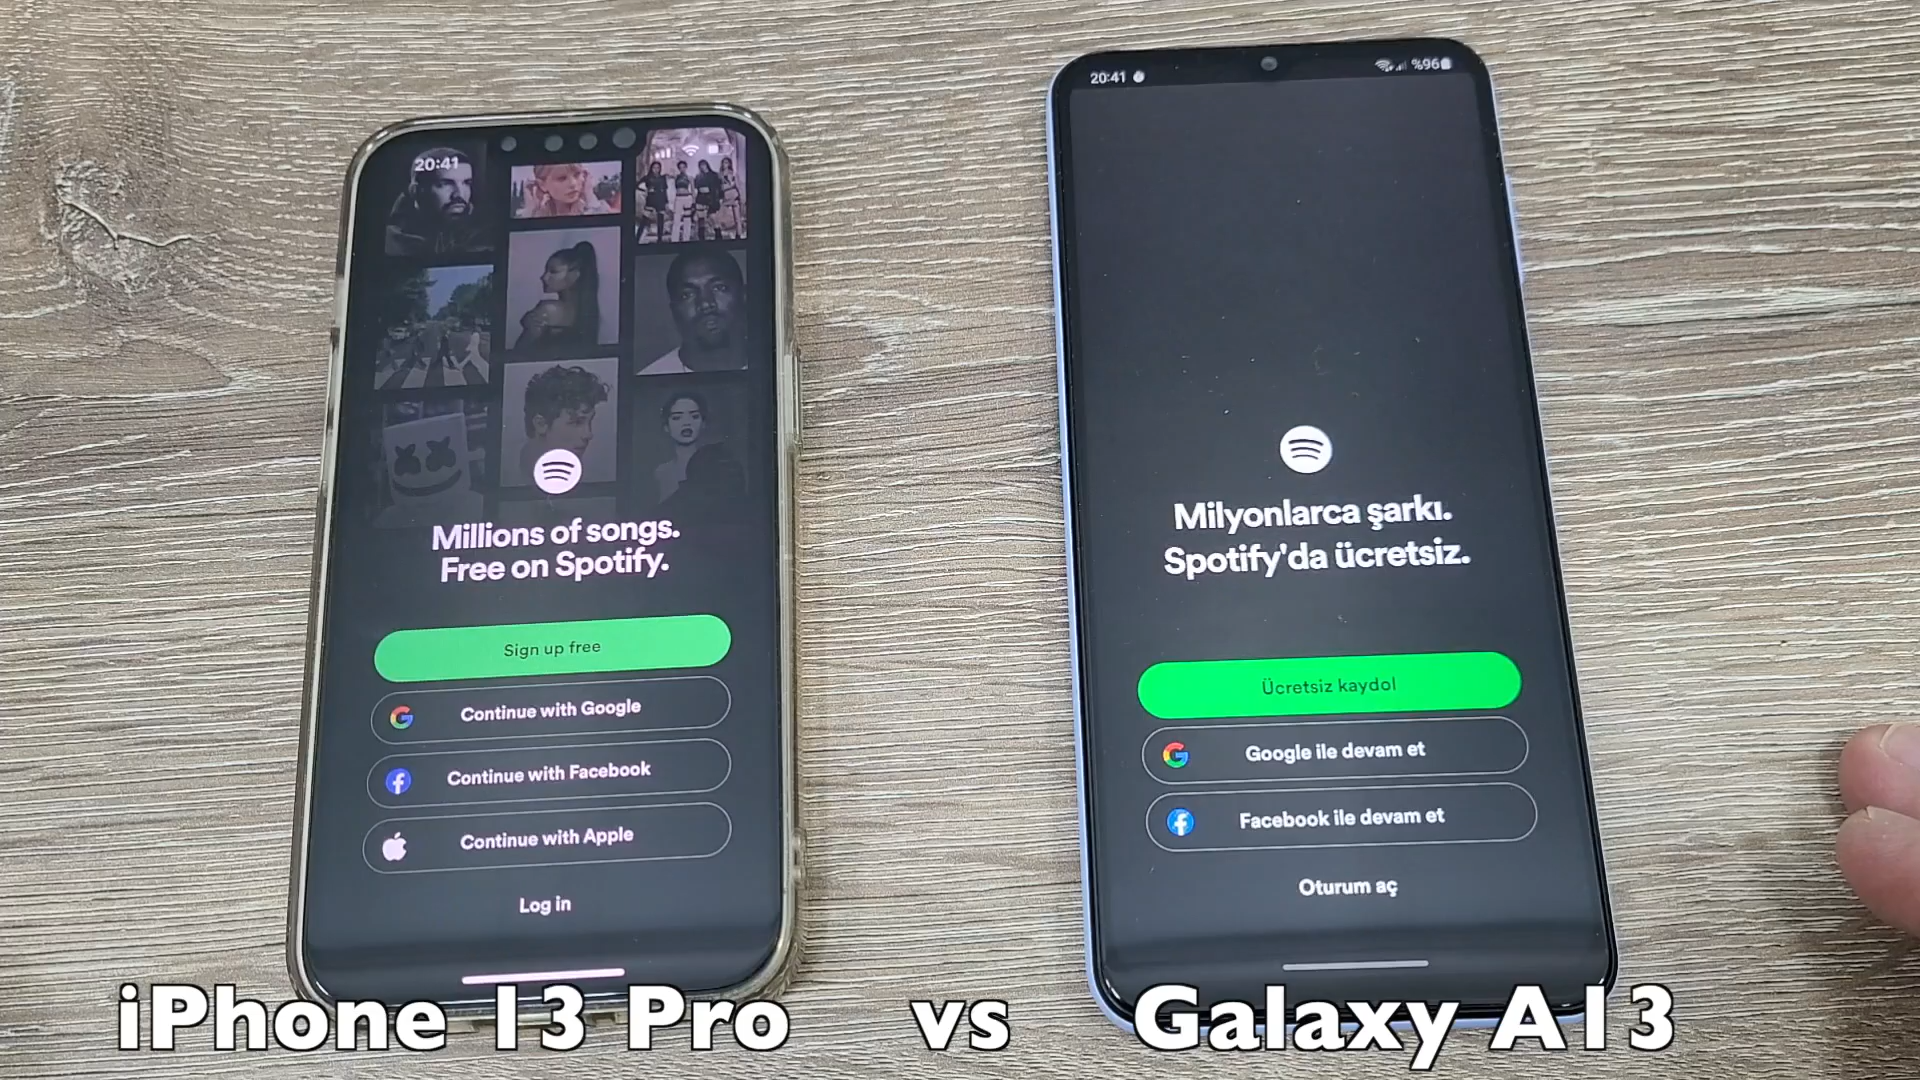 20:41
Millions of songs.
Free on Spotify.
Sign up free
Continue with Google
Continue with Facebook
Continue with Apple
Log in
20:41
%96
Milyonlarca şarkı.
Spotify'da ücretsiz.
Ücretsiz kaydol
Google ile devam et
Facebook ile devam et
Oturum aç
iPhone 13 Pro vs Galaxy A13